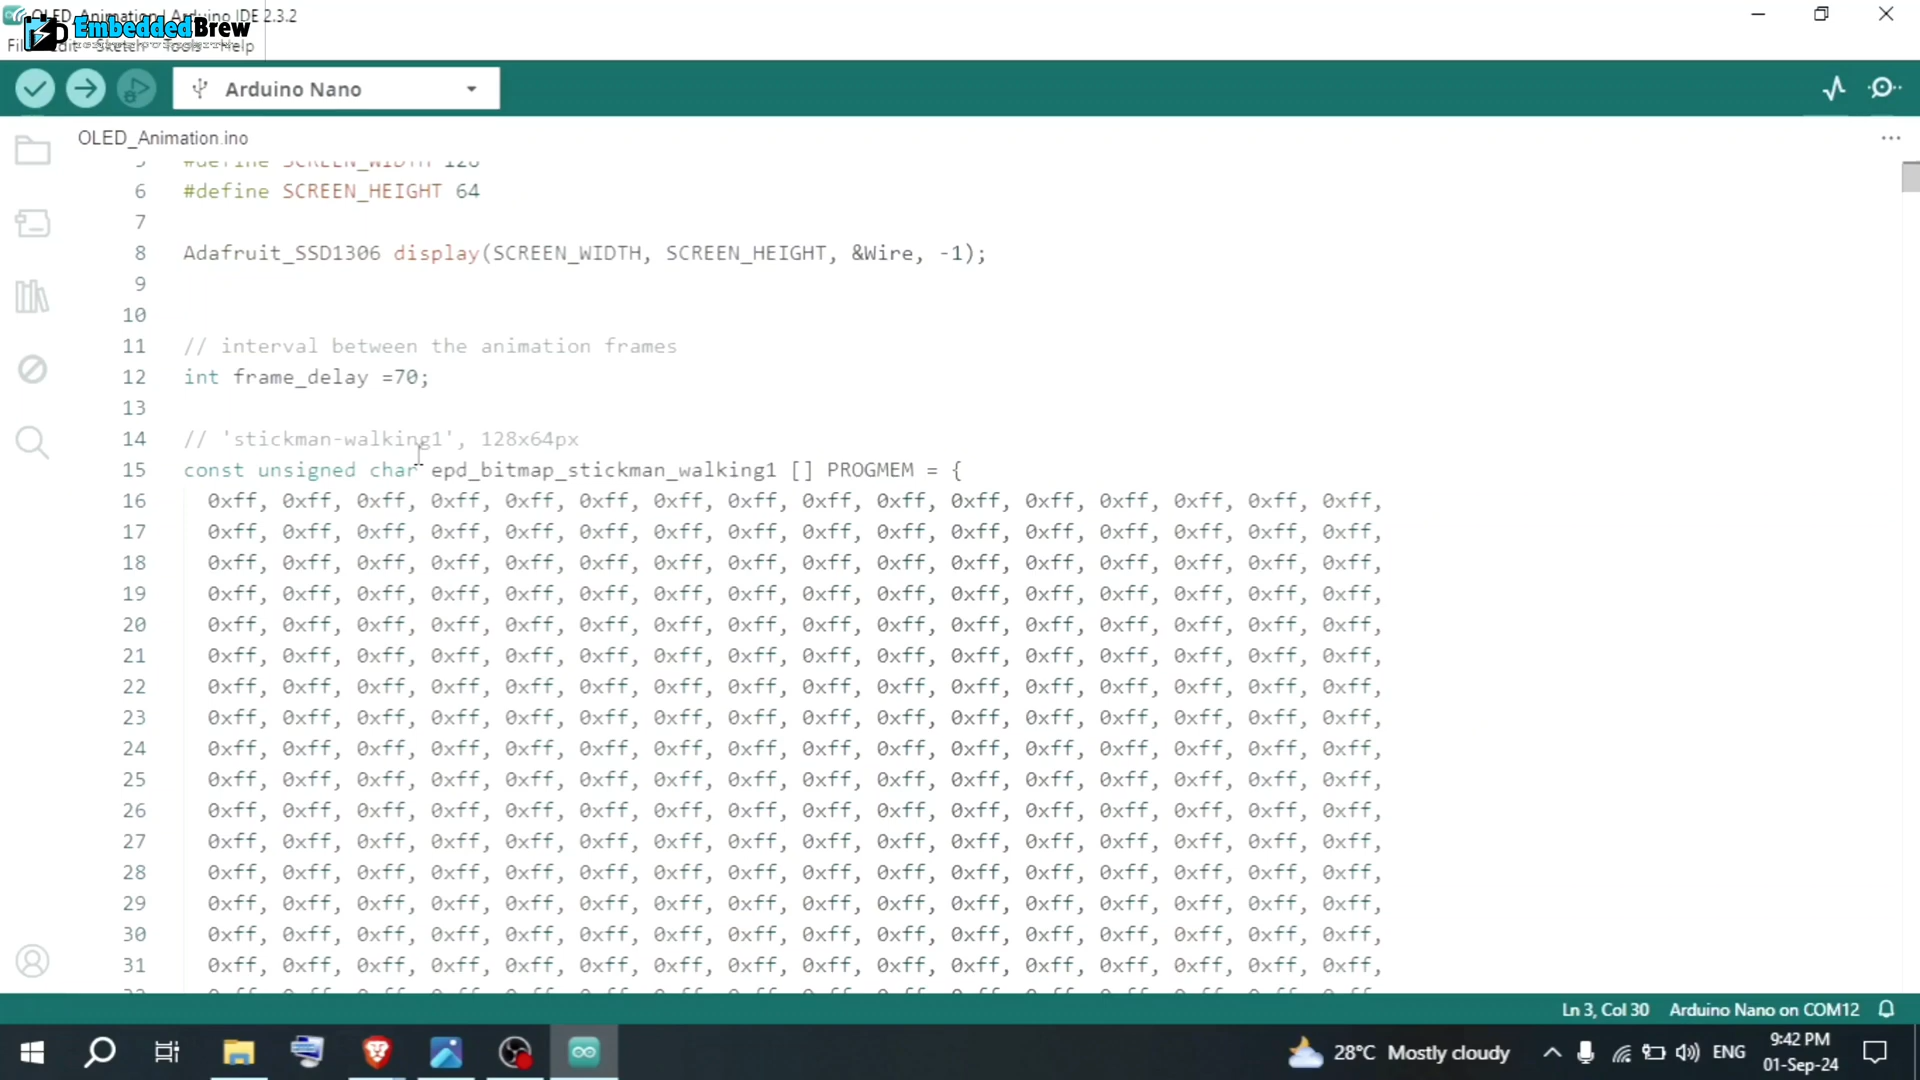 OLED_Animation | Arduino IDE 2.3.2
EmbeddedBrew
File Edit Sketch Tools Help
Arduino Nano
OLED_Animation.ino
5 #define SCREEN_WIDTH 128
6 #define SCREEN_HEIGHT 64
7
8 Adafruit_SSD1306 display(SCREEN_WIDTH, SCREEN_HEIGHT, &Wire, -1);
9
10
11 // interval between the animation frames
12 int frame_delay =70;
13
14 // 'stickman-walking1', 128x64px
15 const unsigned char epd_bitmap_stickman_walking1 [] PROGMEM = {
16 0xff, 0xff, 0xff, 0xff, 0xff, 0xff, 0xff, 0xff, 0xff, 0xff, 0xff, 0xff, 0xff, 0xff, 0xff, 0xff,
17 0xff, 0xff, 0xff, 0xff, 0xff, 0xff, 0xff, 0xff, 0xff, 0xff, 0xff, 0xff, 0xff, 0xff, 0xff, 0xff,
18 0xff, 0xff, 0xff, 0xff, 0xff, 0xff, 0xff, 0xff, 0xff, 0xff, 0xff, 0xff, 0xff, 0xff, 0xff, 0xff,
19 0xff, 0xff, 0xff, 0xff, 0xff, 0xff, 0xff, 0xff, 0xff, 0xff, 0xff, 0xff, 0xff, 0xff, 0xff, 0xff,
20 0xff, 0xff, 0xff, 0xff, 0xff, 0xff, 0xff, 0xff, 0xff, 0xff, 0xff, 0xff, 0xff, 0xff, 0xff, 0xff,
21 0xff, 0xff, 0xff, 0xff, 0xff, 0xff, 0xff, 0xff, 0xff, 0xff, 0xff, 0xff, 0xff, 0xff, 0xff, 0xff,
22 0xff, 0xff, 0xff, 0xff, 0xff, 0xff, 0xff, 0xff, 0xff, 0xff, 0xff, 0xff, 0xff, 0xff, 0xff, 0xff,
23 0xff, 0xff, 0xff, 0xff, 0xff, 0xff, 0xff, 0xff, 0xff, 0xff, 0xff, 0xff, 0xff, 0xff, 0xff, 0xff,
24 0xff, 0xff, 0xff, 0xff, 0xff, 0xff, 0xff, 0xff, 0xff, 0xff, 0xff, 0xff, 0xff, 0xff, 0xff, 0xff,
25 0xff, 0xff, 0xff, 0xff, 0xff, 0xff, 0xff, 0xff, 0xff, 0xff, 0xff, 0xff, 0xff, 0xff, 0xff, 0xff,
26 0xff, 0xff, 0xff, 0xff, 0xff, 0xff, 0xff, 0xff, 0xff, 0xff, 0xff, 0xff, 0xff, 0xff, 0xff, 0xff,
27 0xff, 0xff, 0xff, 0xff, 0xff, 0xff, 0xff, 0xff, 0xff, 0xff, 0xff, 0xff, 0xff, 0xff, 0xff, 0xff,
28 0xff, 0xff, 0xff, 0xff, 0xff, 0xff, 0xff, 0xff, 0xff, 0xff, 0xff, 0xff, 0xff, 0xff, 0xff, 0xff,
29 0xff, 0xff, 0xff, 0xff, 0xff, 0xff, 0xff, 0xff, 0xff, 0xff, 0xff, 0xff, 0xff, 0xff, 0xff, 0xff,
30 0xff, 0xff, 0xff, 0xff, 0xff, 0xff, 0xff, 0xff, 0xff, 0xff, 0xff, 0xff, 0xff, 0xff, 0xff, 0xff,
31 0xff, 0xff, 0xff, 0xff, 0xff, 0xff, 0xff, 0xff, 0xff, 0xff, 0xff, 0xff, 0xff, 0xff, 0xff, 0xff,
Ln 3, Col 30 Arduino Nano on COM12
28°C Mostly cloudy
ENG
9:42 PM
01-Sep-24